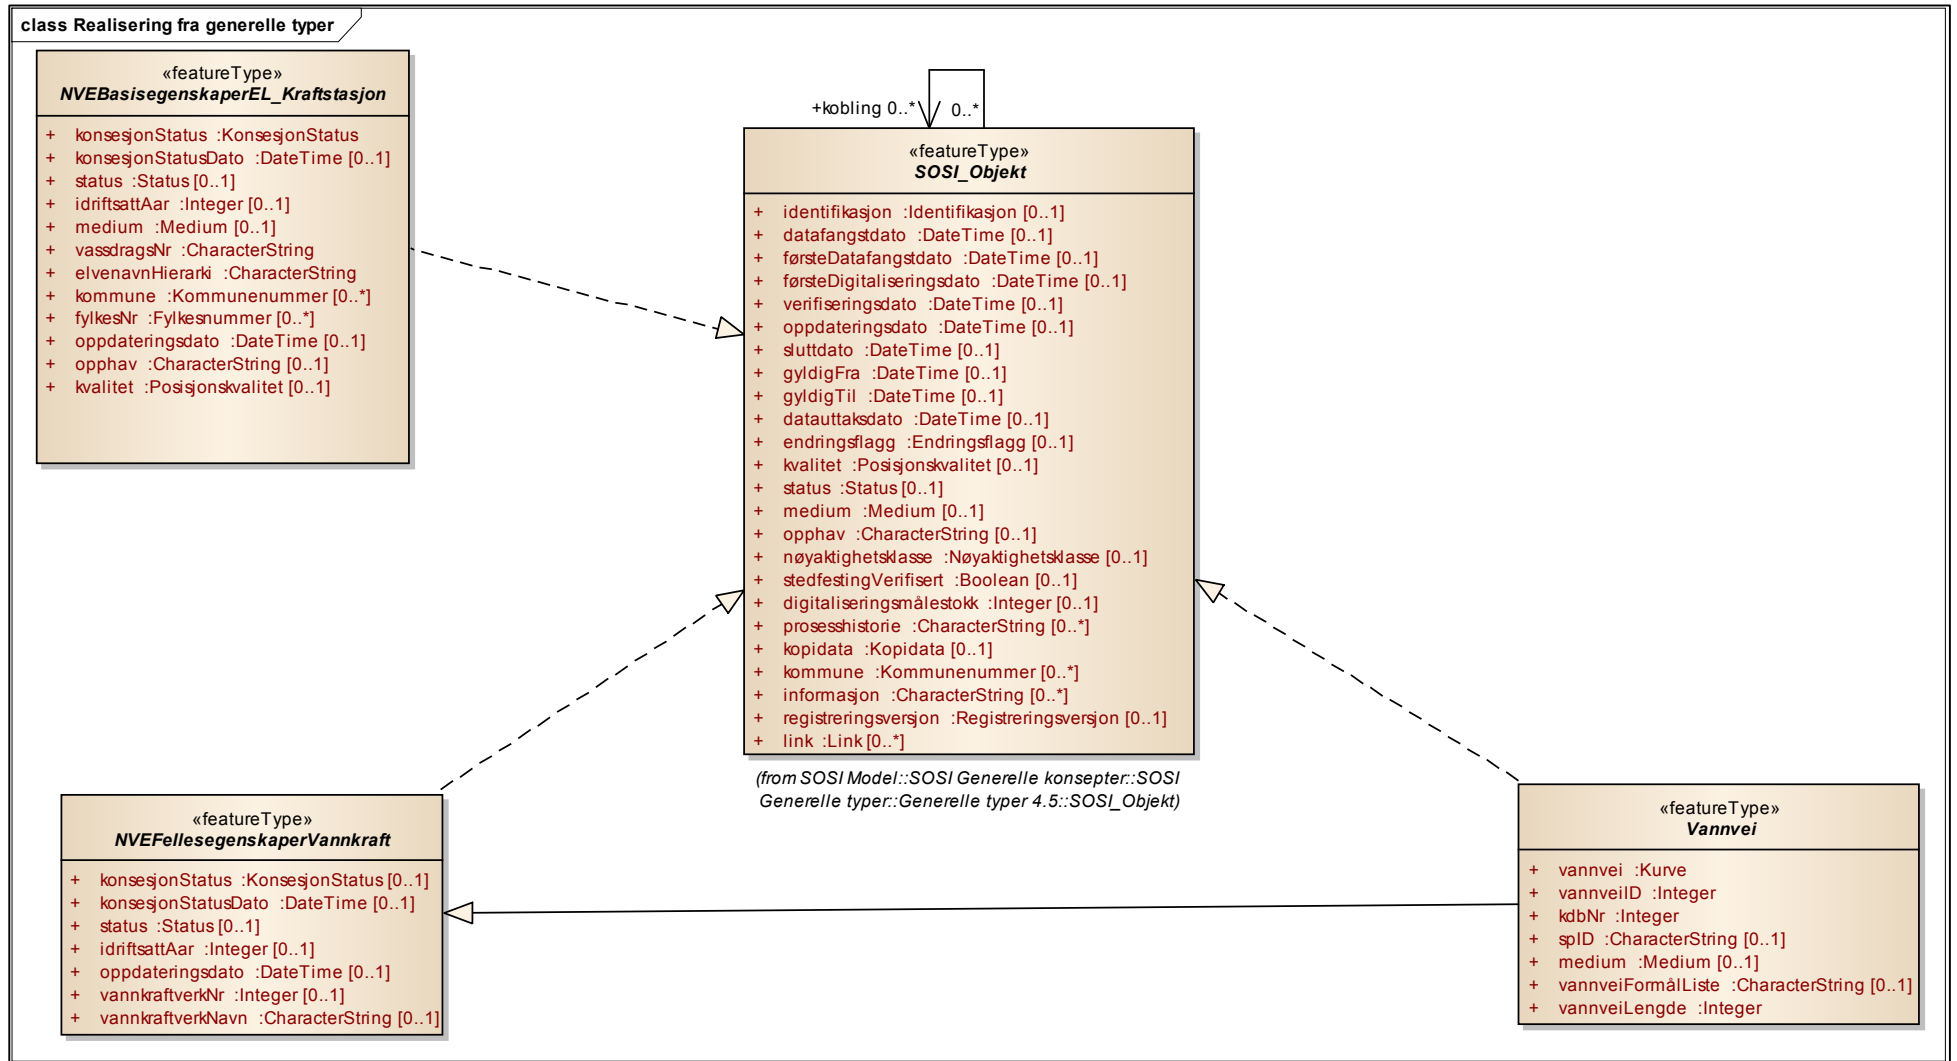 class Realisering fra generelle typer
«featureType»
NVEBasisegenskaperEL_Kraftstasjon
+ konsesjonStatus :KonsesjonStatus
+ konsesjonStatusDato :DateTime [0..1]
+ status :Status [0..1]
+ idriftsattAar :Integer [0..1]
+ medium :Medium [0..1]
+ vassdragsNr :CharacterString
+ elvenavnHierarki :CharacterString
+ kommune :Kommunenummer [0..*]
+ fylkesNr :Fylkesnummer [0..*]
+ oppdateringsdato :DateTime [0..1]
+ opphav :CharacterString [0..1]
+ kvalitet :Posisjonskvalitet [0..1]
+kobling 0..* 0..*
«featureType»
SOSI_Objekt
+ identifikasjon :Identifikasjon [0..1]
+ datafangstdato :DateTime [0..1]
+ førsteDatafangstdato :DateTime [0..1]
+ førsteDigitaliseringsdato :DateTime [0..1]
+ verifiseringsdato :DateTime [0..1]
+ oppdateringsdato :DateTime [0..1]
+ sluttdato :DateTime [0..1]
+ gyldigFra :DateTime [0..1]
+ gyldigTil :DateTime [0..1]
+ datauttaksdato :DateTime [0..1]
+ endringsflagg :Endringsflagg [0..1]
+ kvalitet :Posisjonskvalitet [0..1]
+ status :Status [0..1]
+ medium :Medium [0..1]
+ opphav :CharacterString [0..1]
+ nøyaktighetsklasse :Nøyaktighetsklasse [0..1]
+ stedfestingVerifisert :Boolean [0..1]
+ digitaliseringsmålestokk :Integer [0..1]
+ prosesshistorie :CharacterString [0..*]
+ kopidata :Kopidata [0..1]
+ kommune :Kommunenummer [0..*]
+ informasjon :CharacterString [0..*]
+ registreringsversjon :Registreringsversjon [0..1]
+ link :Link [0..*]
(from SOSI Model::SOSI Generelle konsepter::SOSI
Generelle typer::Generelle typer 4.5::SOSI_Objekt)
«featureType»
NVEFellesegenskaperVannkraft
+ konsesjonStatus :KonsesjonStatus [0..1]
+ konsesjonStatusDato :DateTime [0..1]
+ status :Status [0..1]
+ idriftsattAar :Integer [0..1]
+ oppdateringsdato :DateTime [0..1]
+ vannkraftverkNr :Integer [0..1]
+ vannkraftverkNavn :CharacterString [0..1]
«featureType»
Vannvei
+ vannvei :Kurve
+ vannveiID :Integer
+ kdbNr :Integer
+ spID :CharacterString [0..1]
+ medium :Medium [0..1]
+ vannveiFormålListe :CharacterString [0..1]
+ vannveiLengde :Integer